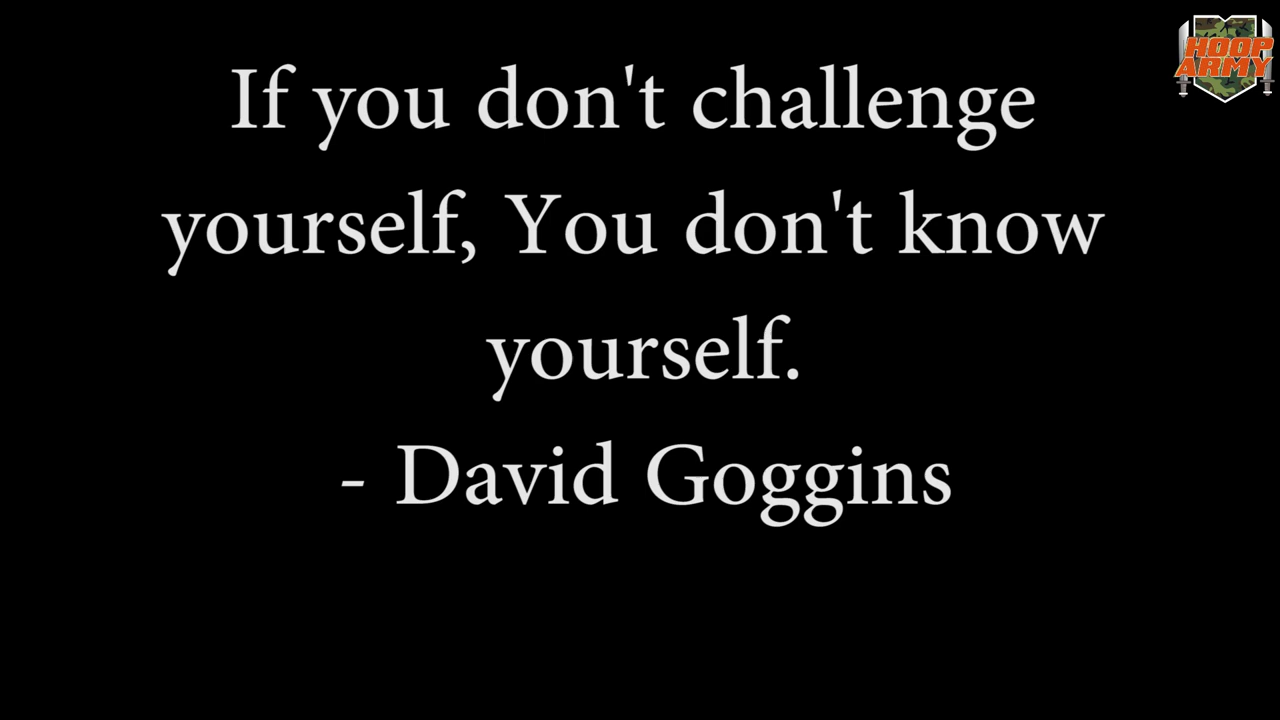 If you don't challenge
yourself, You don't know
yourself.
- David Goggins
HOOP
ARMY